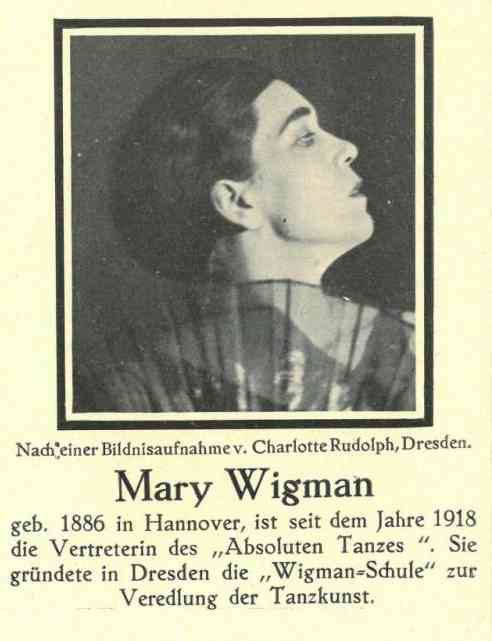 Nach einer Bildnisaufnahme v. Charlotte Rudolph, Dresden.
Mary Wigman
geb. 1886 in Hannover, ist seit dem Jahre 1918
die Vertreterin des „Absoluten Tanzes “. Sie
gründete in Dresden die „Wigman-Schule“ zur
Veredlung der Tanzkunst.